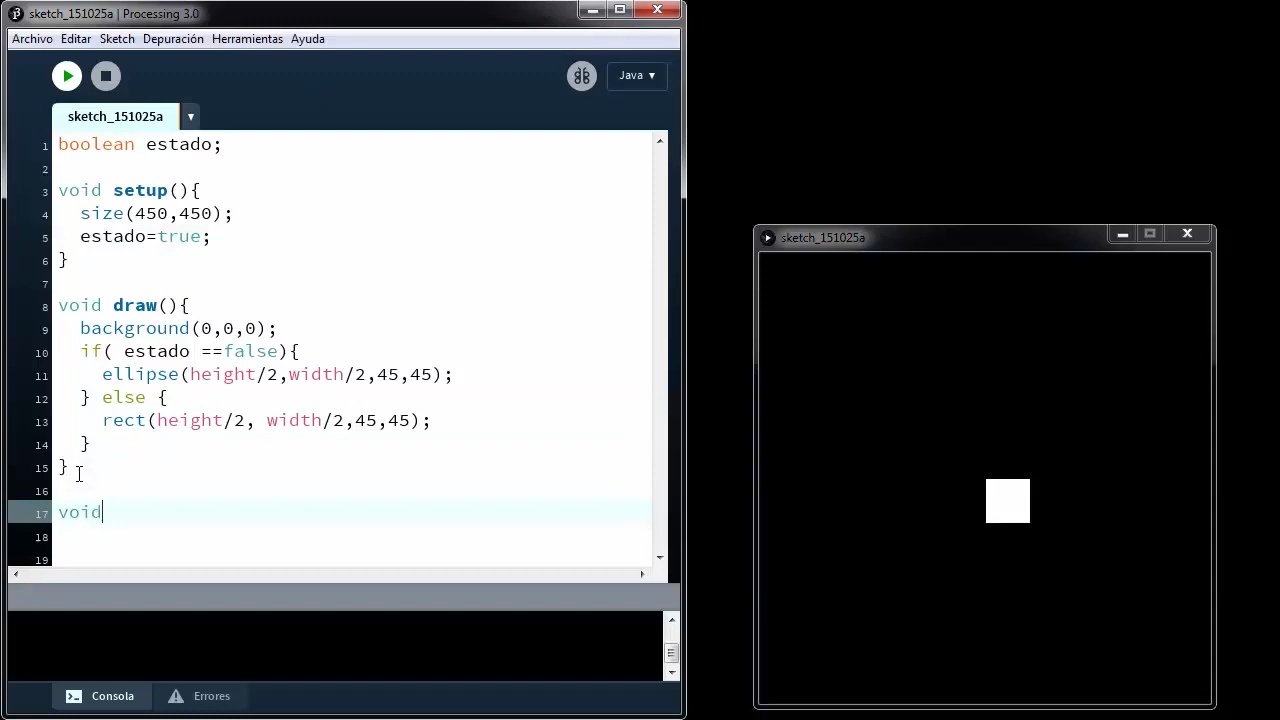 sketch_151025a | Processing 3.0
Archivo Editar Sketch Depuración Herramientas Ayuda
Java ▾
sketch_151025a ▾
1 boolean estado;
2
3 void setup(){
4 size(450,450);
5 estado=true;
6 }
7
8 void draw(){
9 background(0,0,0);
10 if( estado ==false){
11 ellipse(height/2,width/2,45,45);
12 } else {
13 rect(height/2, width/2,45,45);
14 }
15 }
16
17 void
18
19
Consola Errores
sketch_151025a